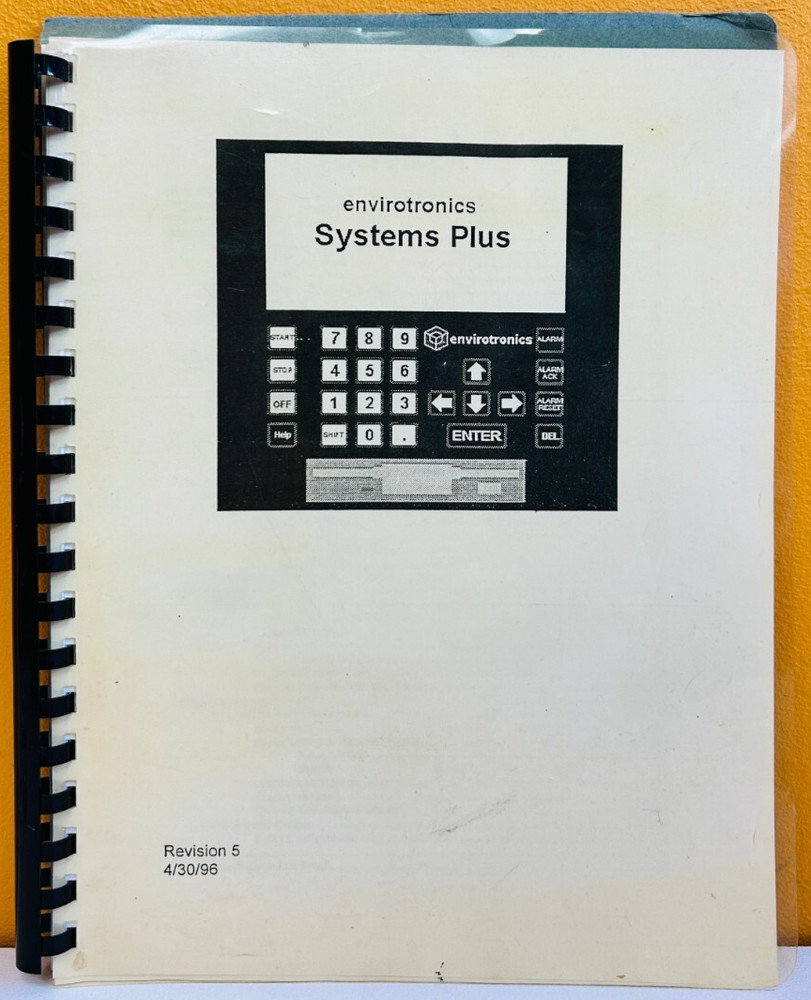 envirotronics
Systems Plus
START 7 8 9 envirotronics ALARM
STOP 4 5 6 ALARM ACK
OFF 1 2 3 ALARM RESET
Help SHIFT 0 . ENTER DEL
Revision 5
4/30/96